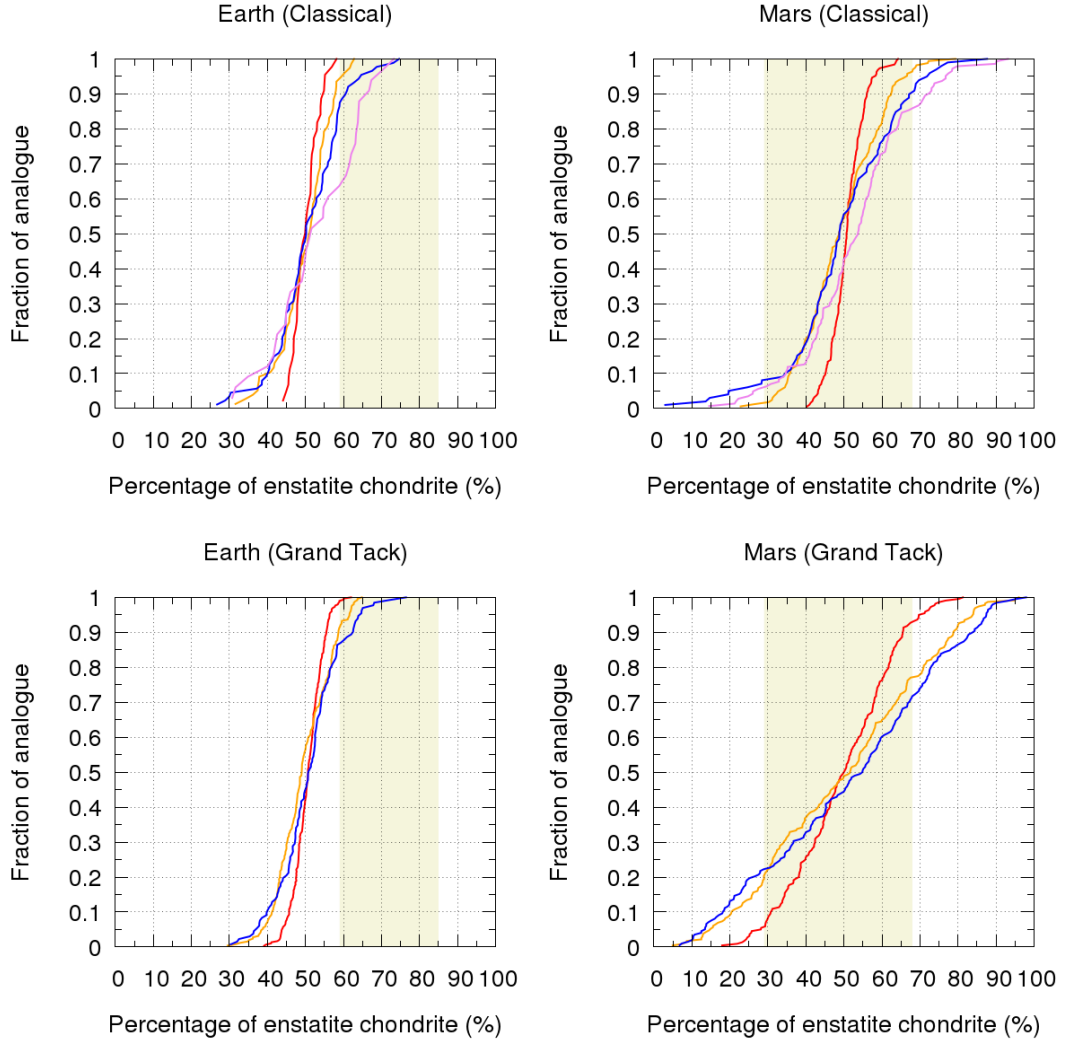 Earth (Classical)
Fraction of analogue
1
0.9
0.8
0.7
0.6
0.5
0.4
0.3
0.2
0.1
0
0 10 20 30 40 50 60 70 80 90 100
Percentage of enstatite chondrite (%)
Mars (Classical)
Fraction of analogue
1
0.9
0.8
0.7
0.6
0.5
0.4
0.3
0.2
0.1
0
0 10 20 30 40 50 60 70 80 90 100
Percentage of enstatite chondrite (%)
Earth (Grand Tack)
Fraction of analogue
1
0.9
0.8
0.7
0.6
0.5
0.4
0.3
0.2
0.1
0
0 10 20 30 40 50 60 70 80 90 100
Percentage of enstatite chondrite (%)
Mars (Grand Tack)
Fraction of analogue
1
0.9
0.8
0.7
0.6
0.5
0.4
0.3
0.2
0.1
0
0 10 20 30 40 50 60 70 80 90 100
Percentage of enstatite chondrite (%)